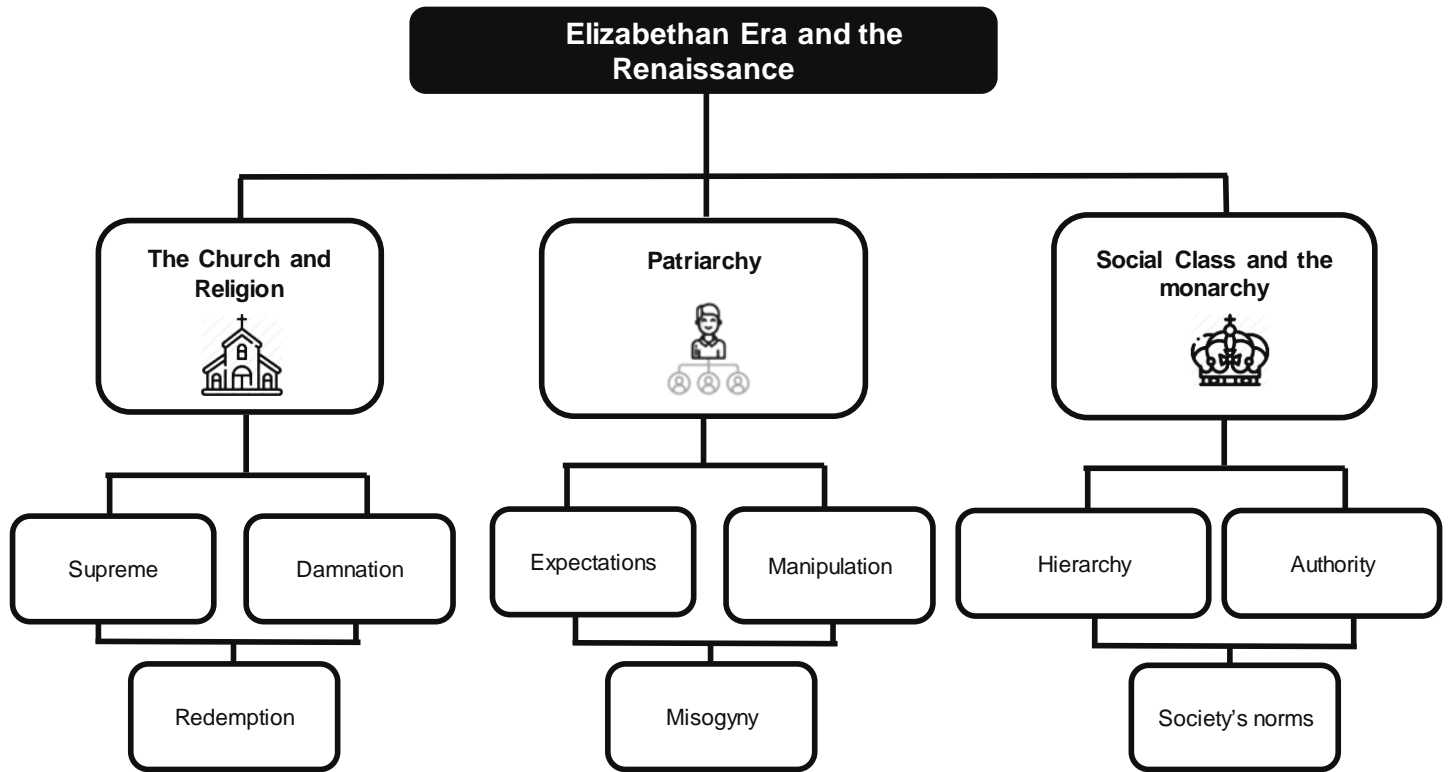 Elizabethan Era and the
Renaissance
The Church and
Religion
Patriarchy
Social Class and the
monarchy
Supreme
Damnation
Expectations
Manipulation
Hierarchy
Authority
Redemption
Misogyny
Society’s norms